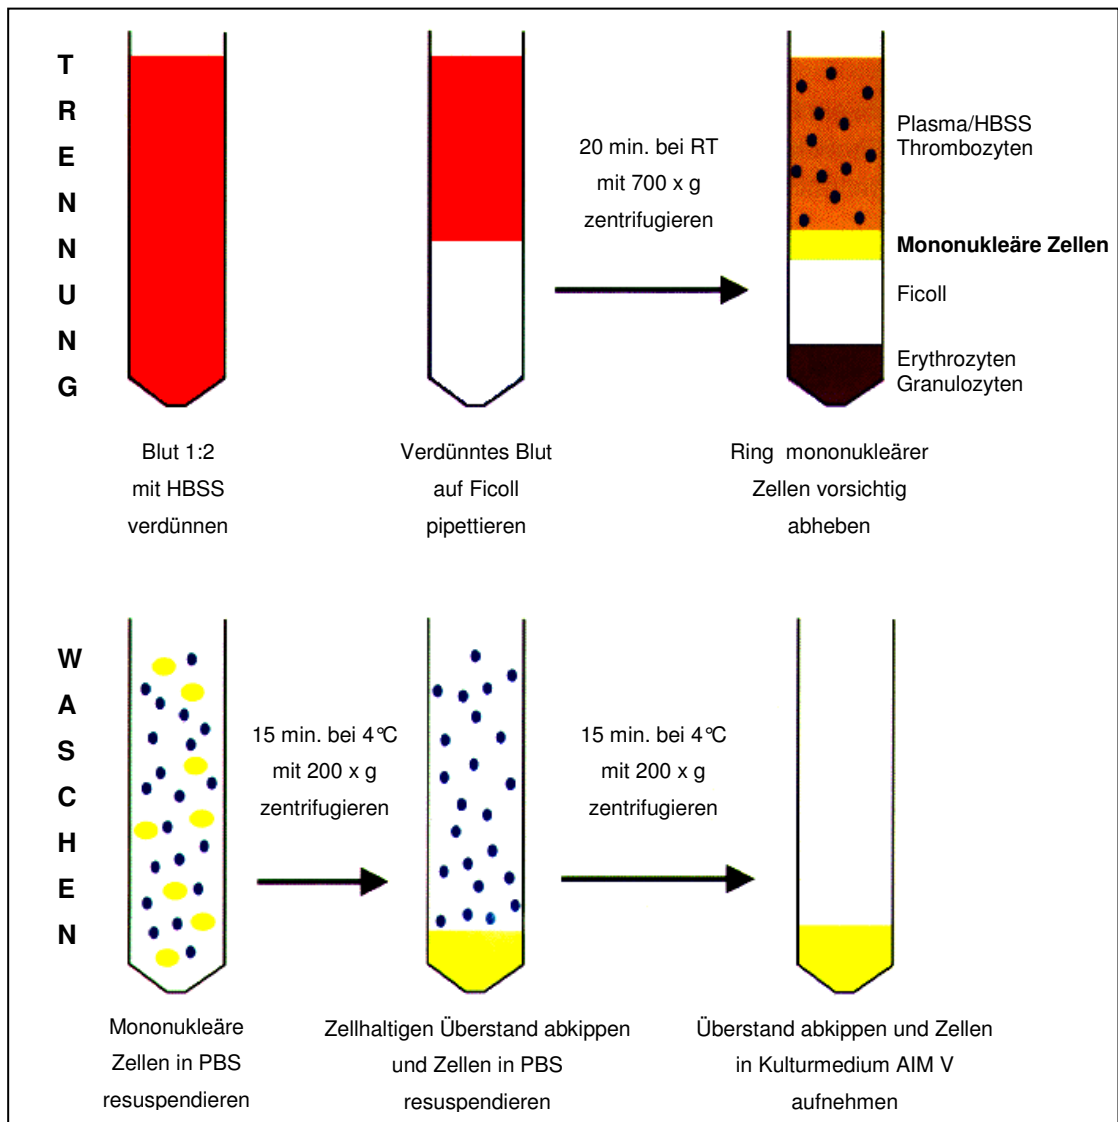 TRENNUNG
20 min. bei RT
mit 700 x g
zentrifugieren
Plasma/HBSS
Thrombozyten
Mononukleäre Zellen
Ficoll
Erythrozyten
Granulozyten
Blut 1:2
mit HBSS
verdünnen
Verdünntes Blut
auf Ficoll
pipettieren
Ring mononukleärer
Zellen vorsichtig
abheben
WASCHEN
15 min. bei 4°C
mit 200 x g
zentrifugieren
15 min. bei 4°C
mit 200 x g
zentrifugieren
Mononukleäre
Zellen in PBS
resuspendieren
Zellhaltigen Überstand abkippen
und Zellen in PBS
resuspendieren
Überstand abkippen und Zellen
in Kulturmedium AIM V
aufnehmen